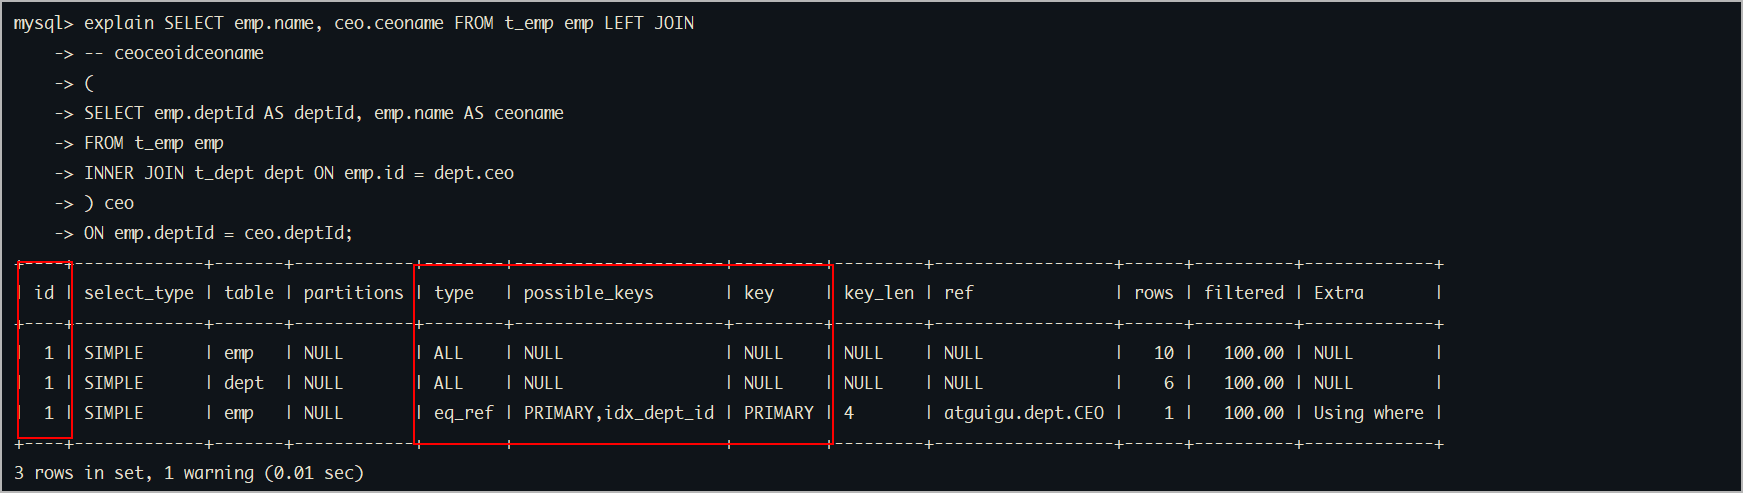 mysql> explain SELECT emp.name, ceo.ceoname FROM t_emp emp LEFT JOIN
    -> -- ceoceoidceoname
    -> (
    -> SELECT emp.deptId AS deptId, emp.name AS ceoname
    -> FROM t_emp emp
    -> INNER JOIN t_dept dept ON emp.id = dept.ceo
    -> ) ceo
    -> ON emp.deptId = ceo.deptId;
+----+-------------+-------+------------+--------+---------------------+---------+---------+------------------+------+----------+-------------+
| id | select_type | table | partitions | type   | possible_keys       | key     | key_len | ref              | rows | filtered | Extra       |
+----+-------------+-------+------------+--------+---------------------+---------+---------+------------------+------+----------+-------------+
|  1 | SIMPLE      | emp   | NULL       | ALL    | NULL                | NULL    | NULL    | NULL             |   10 |   100.00 | NULL        |
|  1 | SIMPLE      | dept  | NULL       | ALL    | NULL                | NULL    | NULL    | NULL             |    6 |   100.00 | NULL        |
|  1 | SIMPLE      | emp   | NULL       | eq_ref | PRIMARY,idx_dept_id | PRIMARY | 4       | atguigu.dept.CEO |    1 |   100.00 | Using where |
+----+-------------+-------+------------+--------+---------------------+---------+---------+------------------+------+----------+-------------+
3 rows in set, 1 warning (0.01 sec)